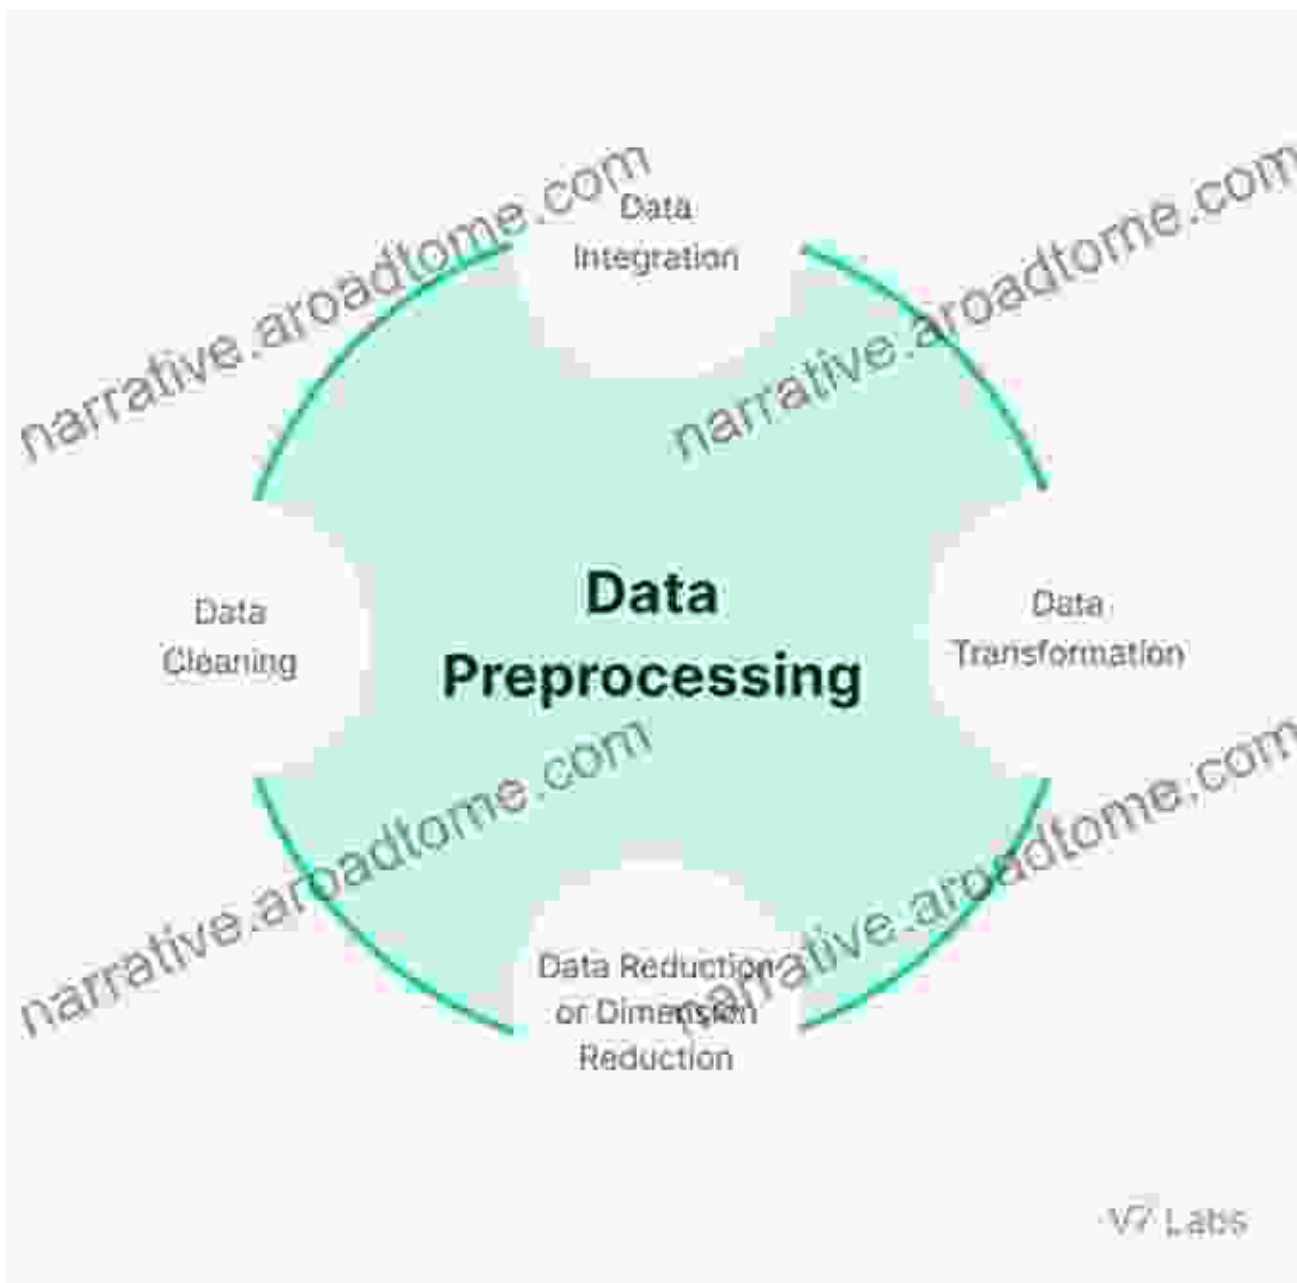 narrative.aroadtome.com
narrative.aroadtome.com
Data
Integration
Data
Cleaning
Data
Preprocessing
Data
Transformation
narrative.aroadtome.com
narrative.aroadtome.com
Data Reduction
or Dimension
Reduction
V7 Labs